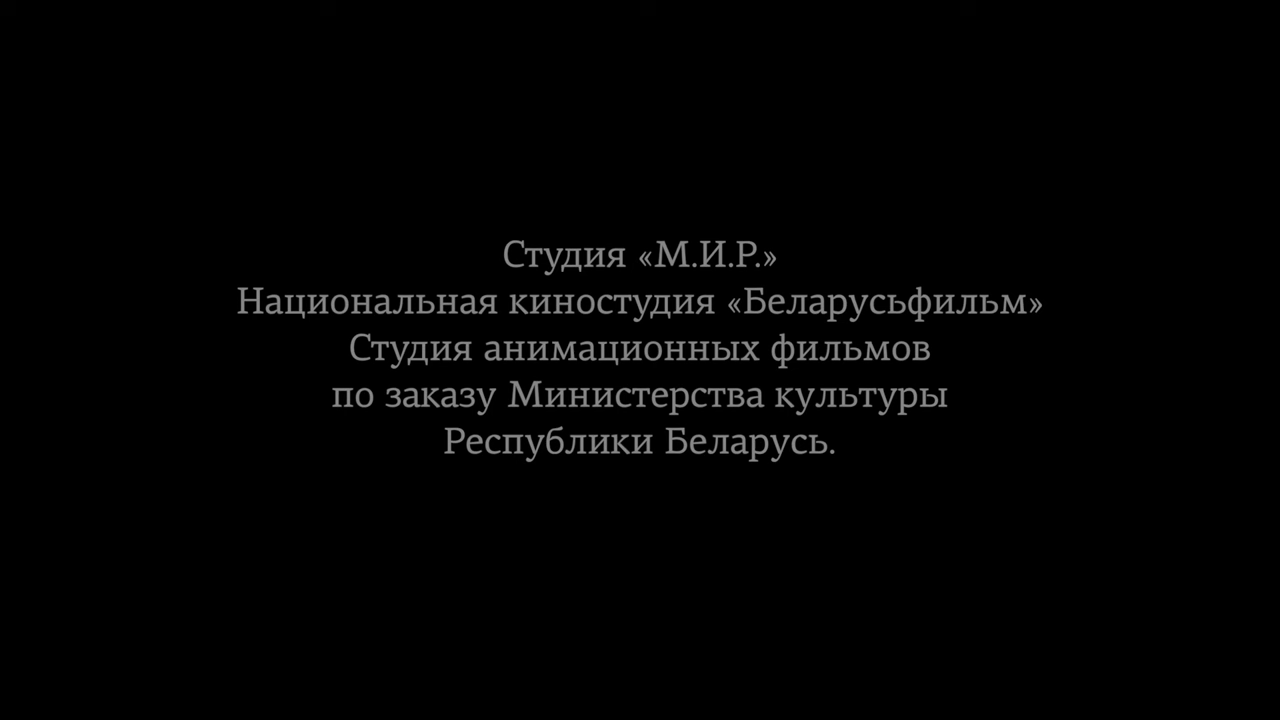 Студия «М.И.Р.»
Национальная киностудия «Беларусьфильм»
Студия анимационных фильмов
по заказу Министерства культуры
Республики Беларусь.